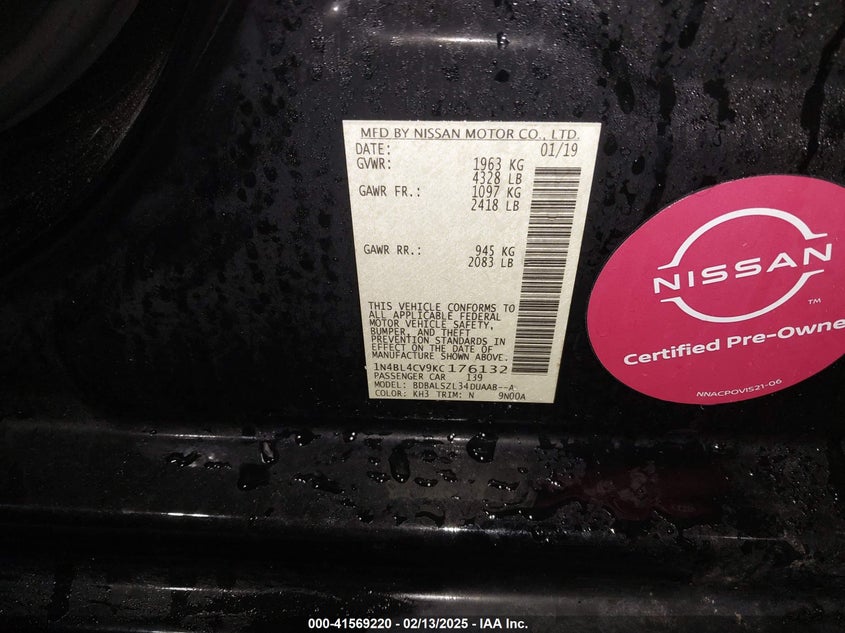 MFD BY NISSAN MOTOR CO., LTD.
DATE: 01/19
GVWR: 1963 KG
4328 LB
GAWR FR.: 1097 KG
2418 LB
GAWR RR.: 945 KG
2083 LB
THIS VEHICLE CONFORMS TO
ALL APPLICABLE FEDERAL
MOTOR VEHICLE SAFETY,
BUMPER, AND THEFT
PREVENTION STANDARDS IN
EFFECT ON THE DATE OF
MANUFACTURE SHOWN ABOVE.
1N4BL4CV9KC176132
PASSENGER CAR 139
MODEL: BDBALSZL34DUAAB--A
COLOR: KH3 TRIM: N 9N00A
NISSAN
TM
Certified Pre-Owne
NNACPOVIS21-06
000-41569220 - 02/13/2025 - IAA Inc.